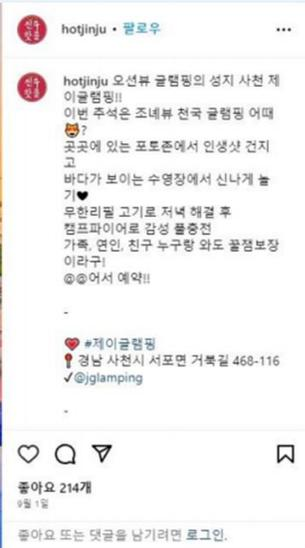 hotjinju • 팔로우
hotjinju 오션뷰 글램핑의 성지 사천 제
이글램핑!!
이번 추석은 조녜뷰 천국 글램핑 어때
🦊?
곳곳에 있는 포토존에서 인생샷 건지
고
바다가 보이는 수영장에서 신나게 놀
기🖤
무한리필 고기로 저녁 해결 후
캠프파이어로 감성 풀충전
가족, 연인, 친구 누구랑 와도 꿀잼보장
이라구!
@@어서 예약!!
-
💗 #제이글램핑
📍 경남 사천시 서포면 거북길 468-116
✓@jglamping
-
좋아요 214개
9월 1일
좋아요 또는 댓글을 남기려면 로그인.